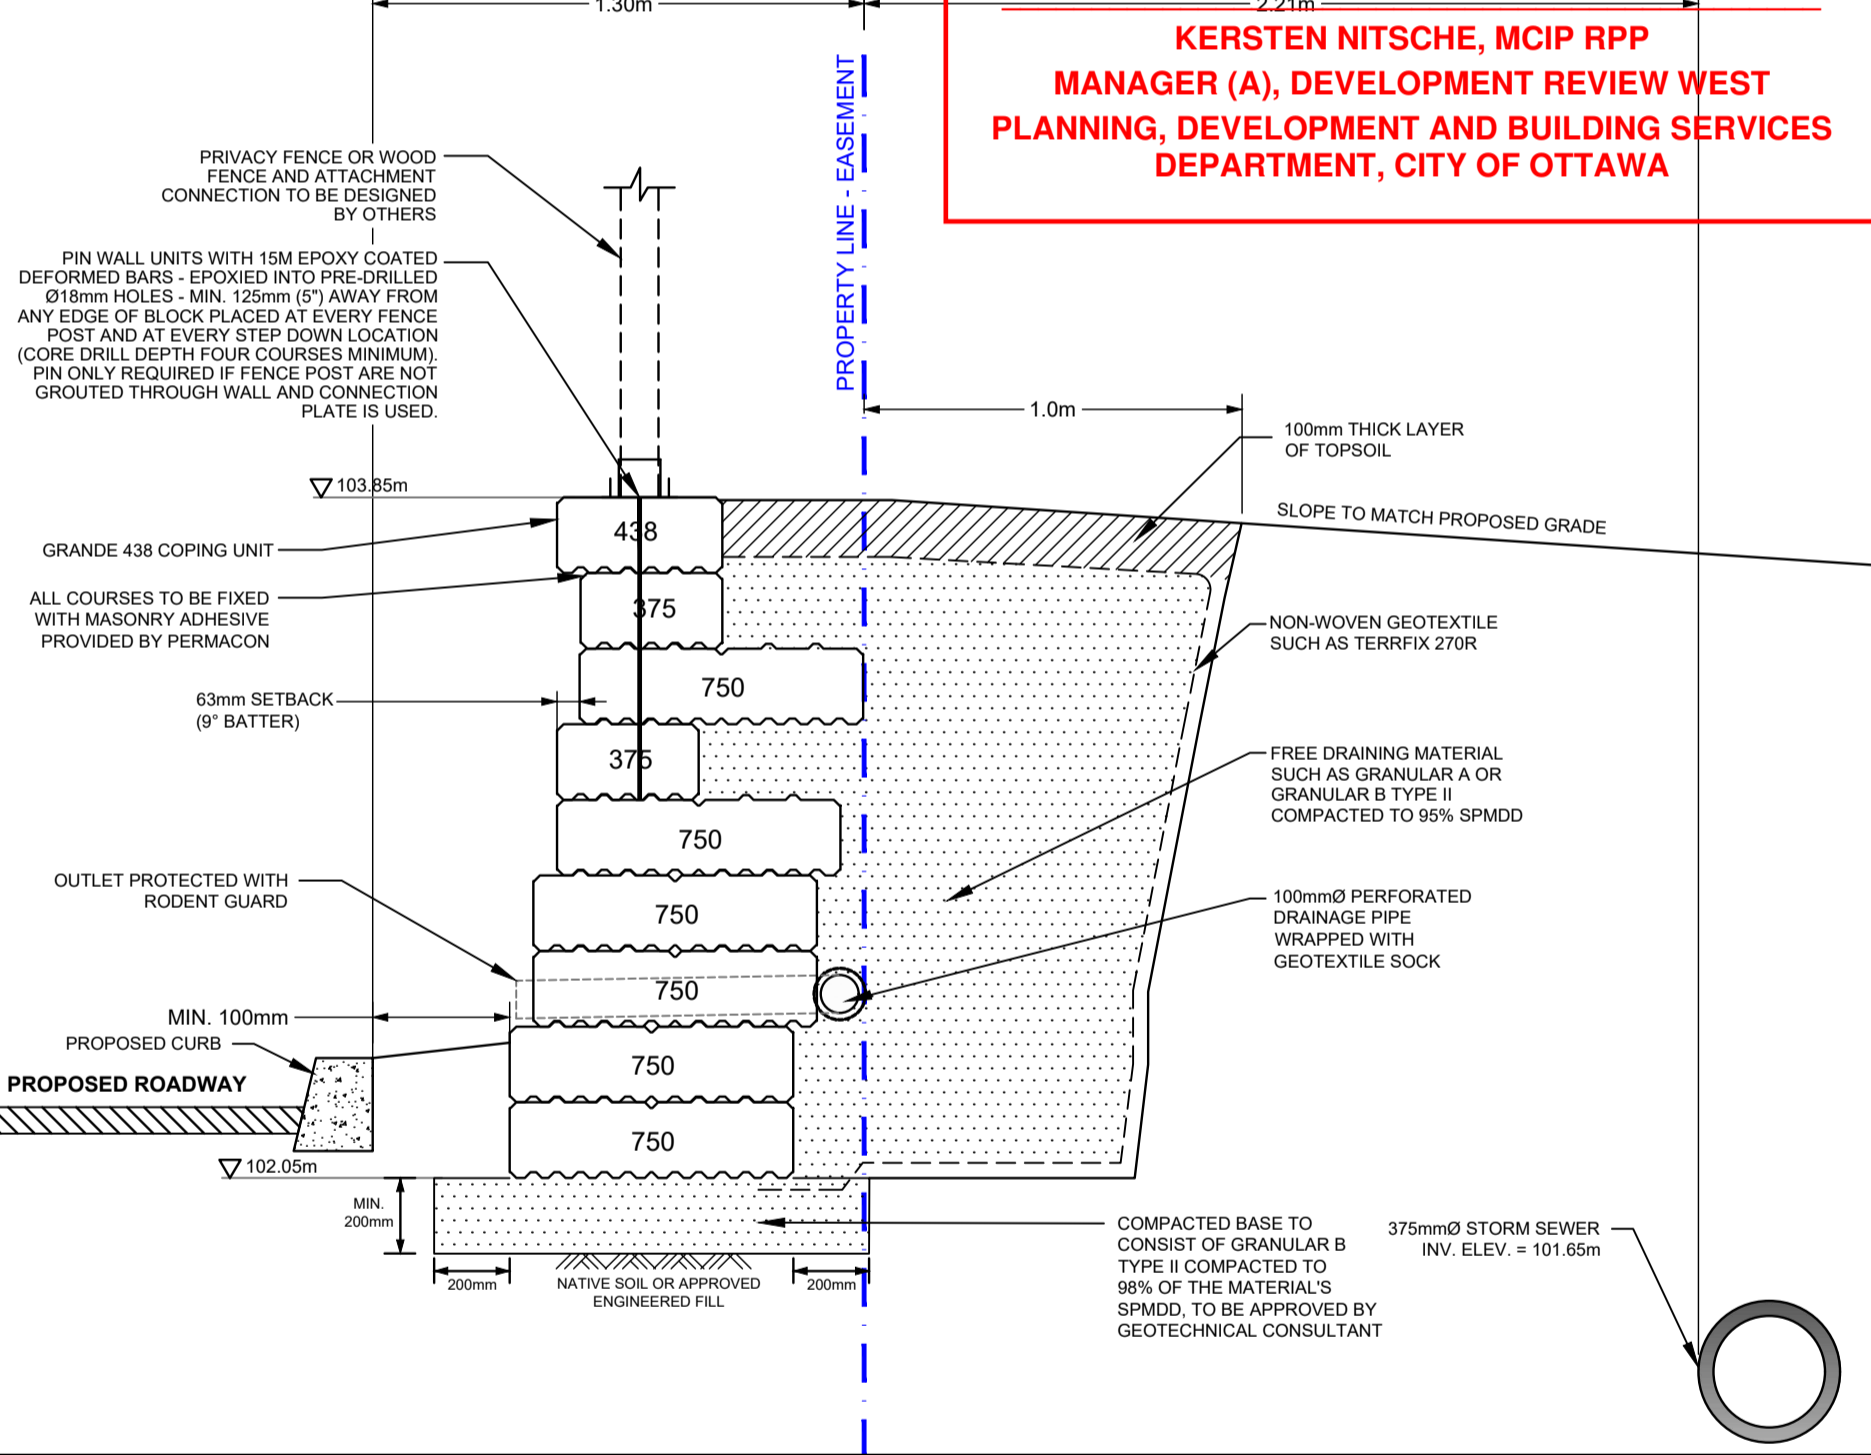 1.30m
2.21m
KERSTEN NITSCHE, MCIP RPP
MANAGER (A), DEVELOPMENT REVIEW WEST
PLANNING, DEVELOPMENT AND BUILDING SERVICES
DEPARTMENT, CITY OF OTTAWA
PROPERTY LINE - EASEMENT
PRIVACY FENCE OR WOOD
FENCE AND ATTACHMENT
CONNECTION TO BE DESIGNED
BY OTHERS
PIN WALL UNITS WITH 15M EPOXY COATED
DEFORMED BARS - EPOXIED INTO PRE-DRILLED
Ø18mm HOLES - MIN. 125mm (5") AWAY FROM
ANY EDGE OF BLOCK PLACED AT EVERY FENCE
POST AND AT EVERY STEP DOWN LOCATION
(CORE DRILL DEPTH FOUR COURSES MINIMUM).
PIN ONLY REQUIRED IF FENCE POST ARE NOT
GROUTED THROUGH WALL AND CONNECTION
PLATE IS USED.
1.0m
100mm THICK LAYER
OF TOPSOIL
103.85m
SLOPE TO MATCH PROPOSED GRADE
438
GRANDE 438 COPING UNIT
375
ALL COURSES TO BE FIXED
WITH MASONRY ADHESIVE
PROVIDED BY PERMACON
NON-WOVEN GEOTEXTILE
SUCH AS TERRFIX 270R
750
63mm SETBACK
(9° BATTER)
375
FREE DRAINING MATERIAL
SUCH AS GRANULAR A OR
GRANULAR B TYPE II
COMPACTED TO 95% SPMDD
750
OUTLET PROTECTED WITH
RODENT GUARD
750
100mmØ PERFORATED
DRAINAGE PIPE
WRAPPED WITH
GEOTEXTILE SOCK
750
MIN. 100mm
PROPOSED CURB
750
PROPOSED ROADWAY
750
102.05m
MIN.
200mm
200mm
NATIVE SOIL OR APPROVED
ENGINEERED FILL
200mm
COMPACTED BASE TO
CONSIST OF GRANULAR B
TYPE II COMPACTED TO
98% OF THE MATERIAL'S
SPMDD, TO BE APPROVED BY
GEOTECHNICAL CONSULTANT
375mmØ STORM SEWER
INV. ELEV. = 101.65m